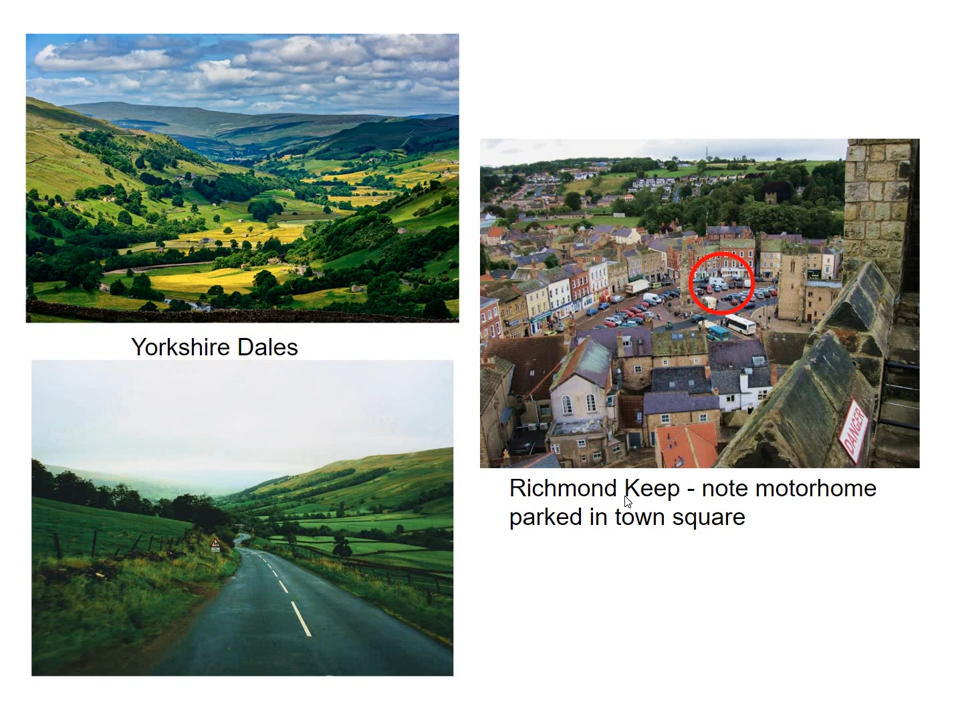 Yorkshire Dales
DANGER
Richmond Keep - note motorhome
parked in town square